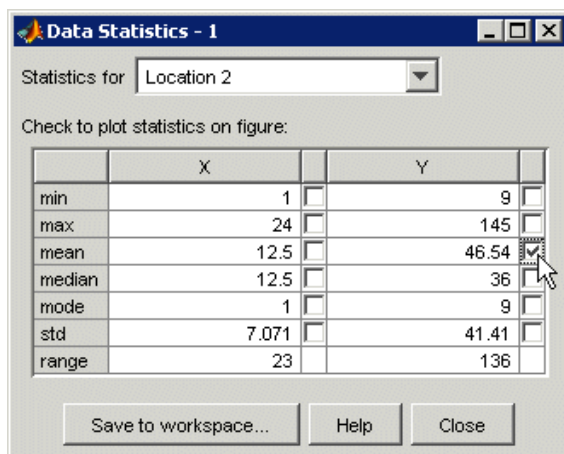 Data Statistics - 1
Statistics for Location 2
Check to plot statistics on figure:
X Y
min 1 9
max 24 145
mean 12.5 46.54
median 12.5 36
mode 1 9
std 7.071 41.41
range 23 136
Save to workspace... Help Close